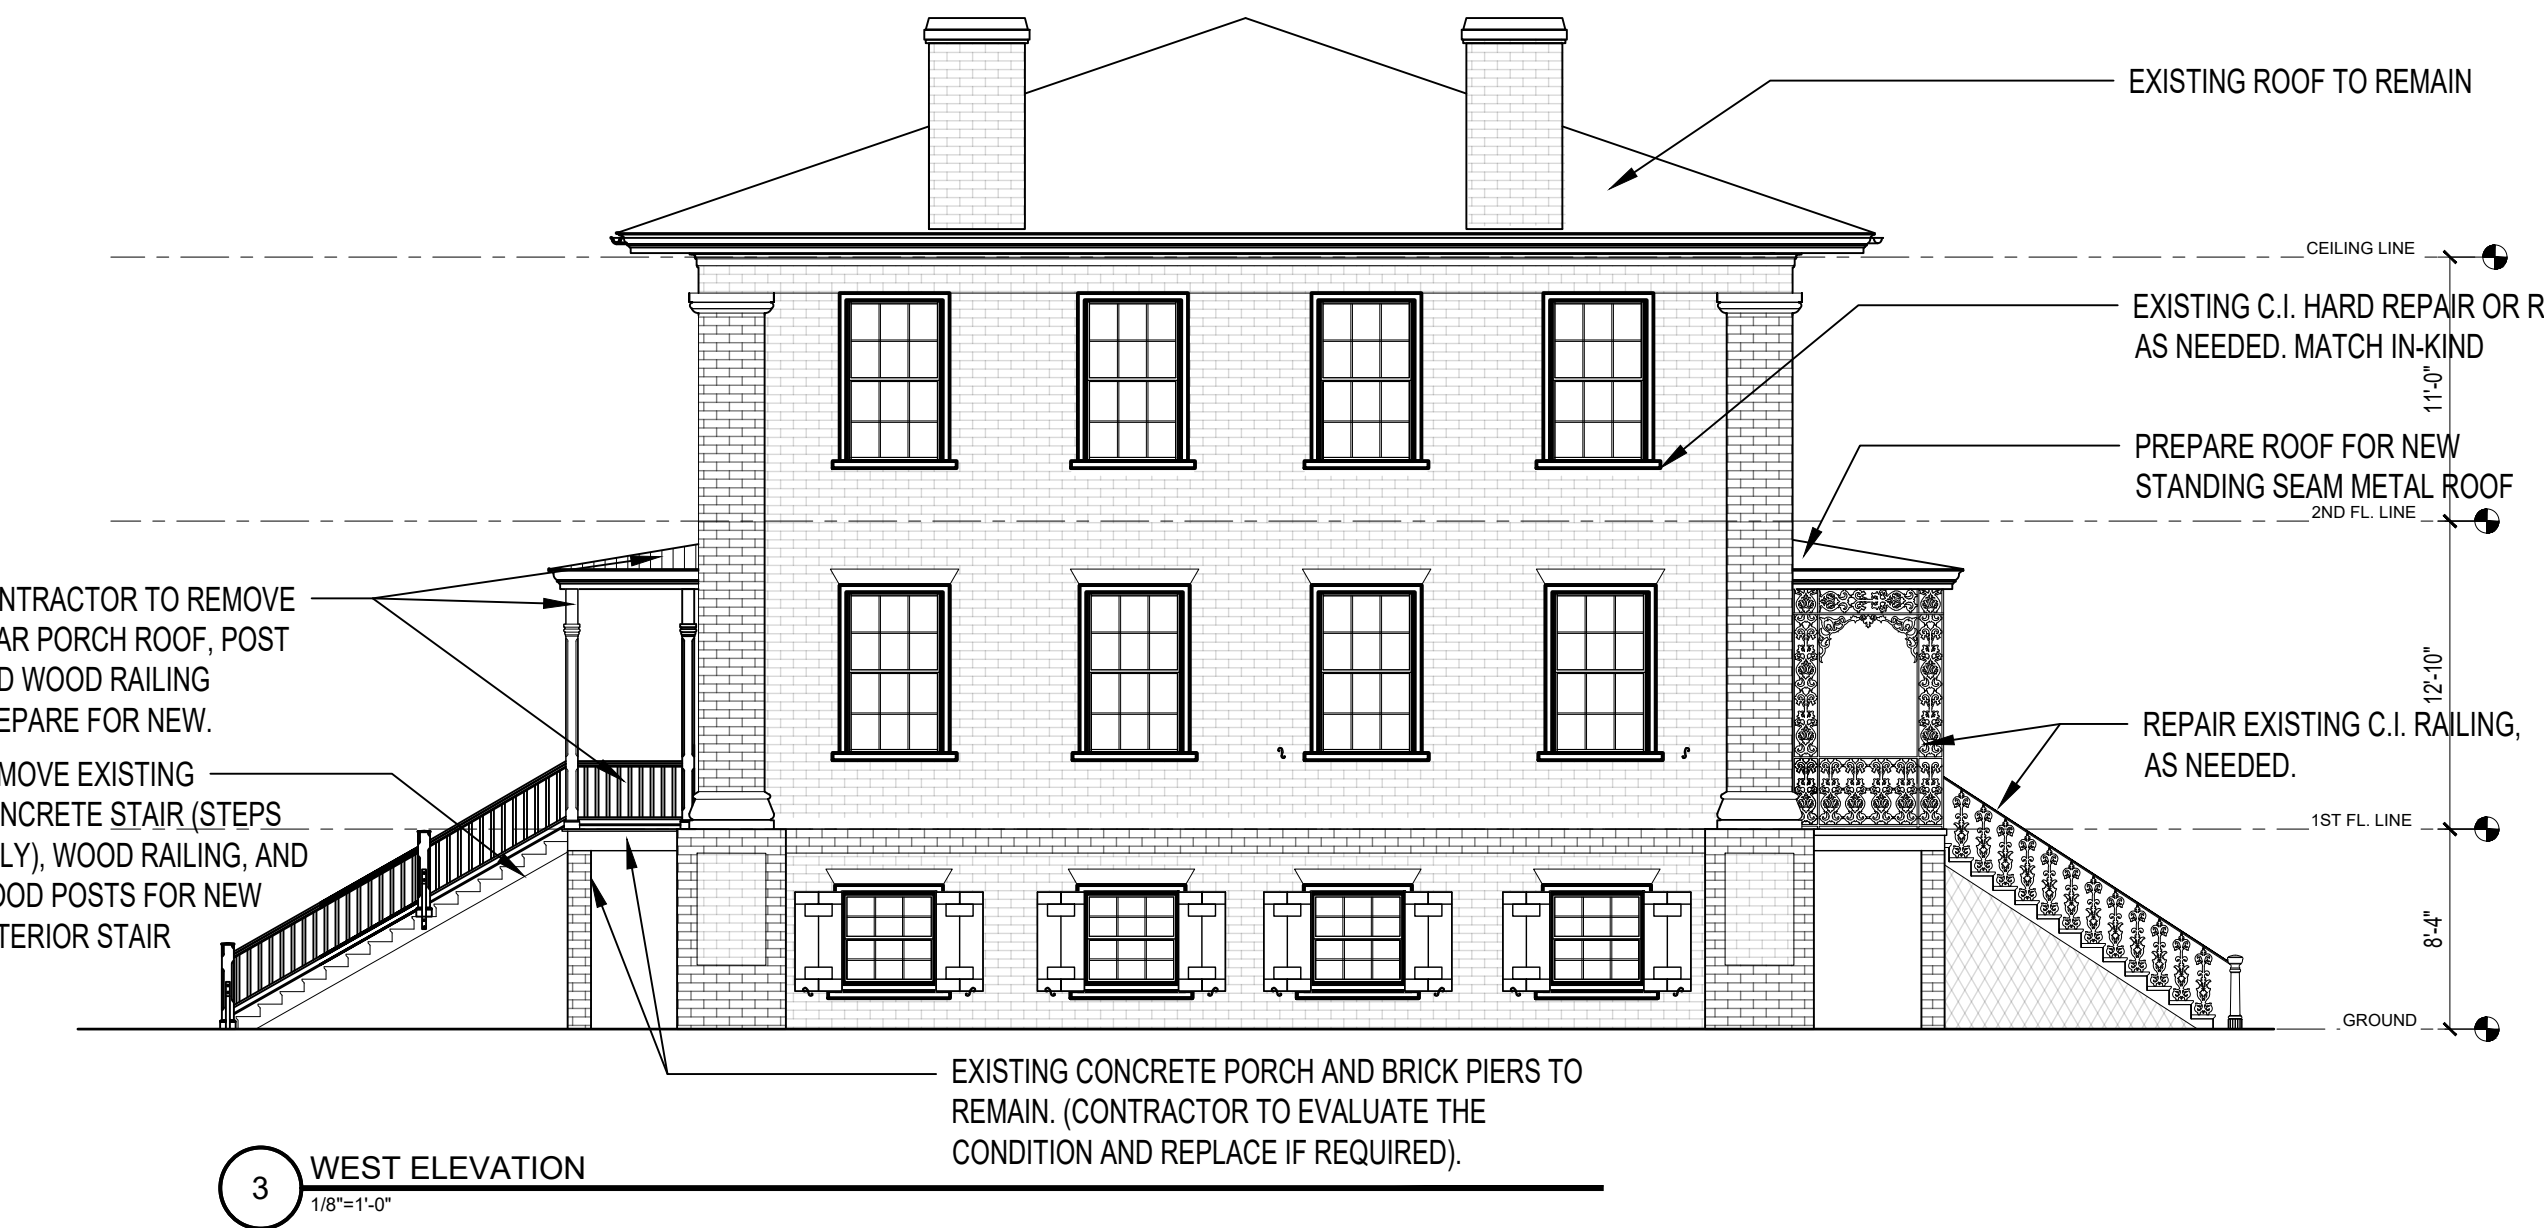 EXISTING ROOF TO REMAIN
CEILING LINE
EXISTING C.I. HARD REPAIR OR R
AS NEEDED. MATCH IN-KIND
11'-0"
PREPARE ROOF FOR NEW
STANDING SEAM METAL ROOF
2ND FL. LINE
NTRACTOR TO REMOVE
AR PORCH ROOF, POST
D WOOD RAILING
EPARE FOR NEW.
12'-10"
REPAIR EXISTING C.I. RAILING,
AS NEEDED.
MOVE EXISTING
NCRETE STAIR (STEPS
LY), WOOD RAILING, AND
OOD POSTS FOR NEW
TERIOR STAIR
1ST FL. LINE
8'-4"
GROUND
EXISTING CONCRETE PORCH AND BRICK PIERS TO
REMAIN. (CONTRACTOR TO EVALUATE THE
CONDITION AND REPLACE IF REQUIRED).
3
WEST ELEVATION
1/8"=1'-0"